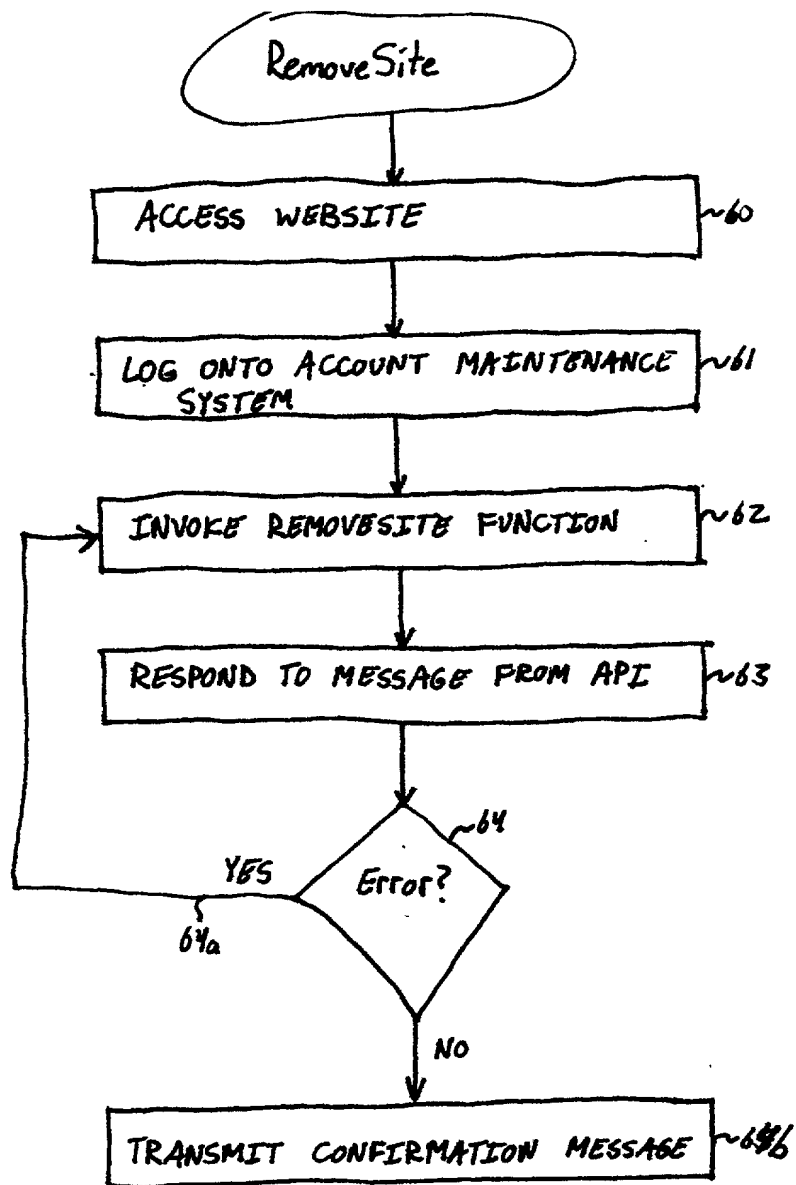 RemoveSite
ACCESS WEBSITE
~60
LOG ONTO ACCOUNT MAINTENANCE
SYSTEM
~61
INVOKE REMOVESITE FUNCTION
~62
RESPOND TO MESSAGE FROM API
~63
~64
Error?
YES
64a
NO
TRANSMIT CONFIRMATION MESSAGE